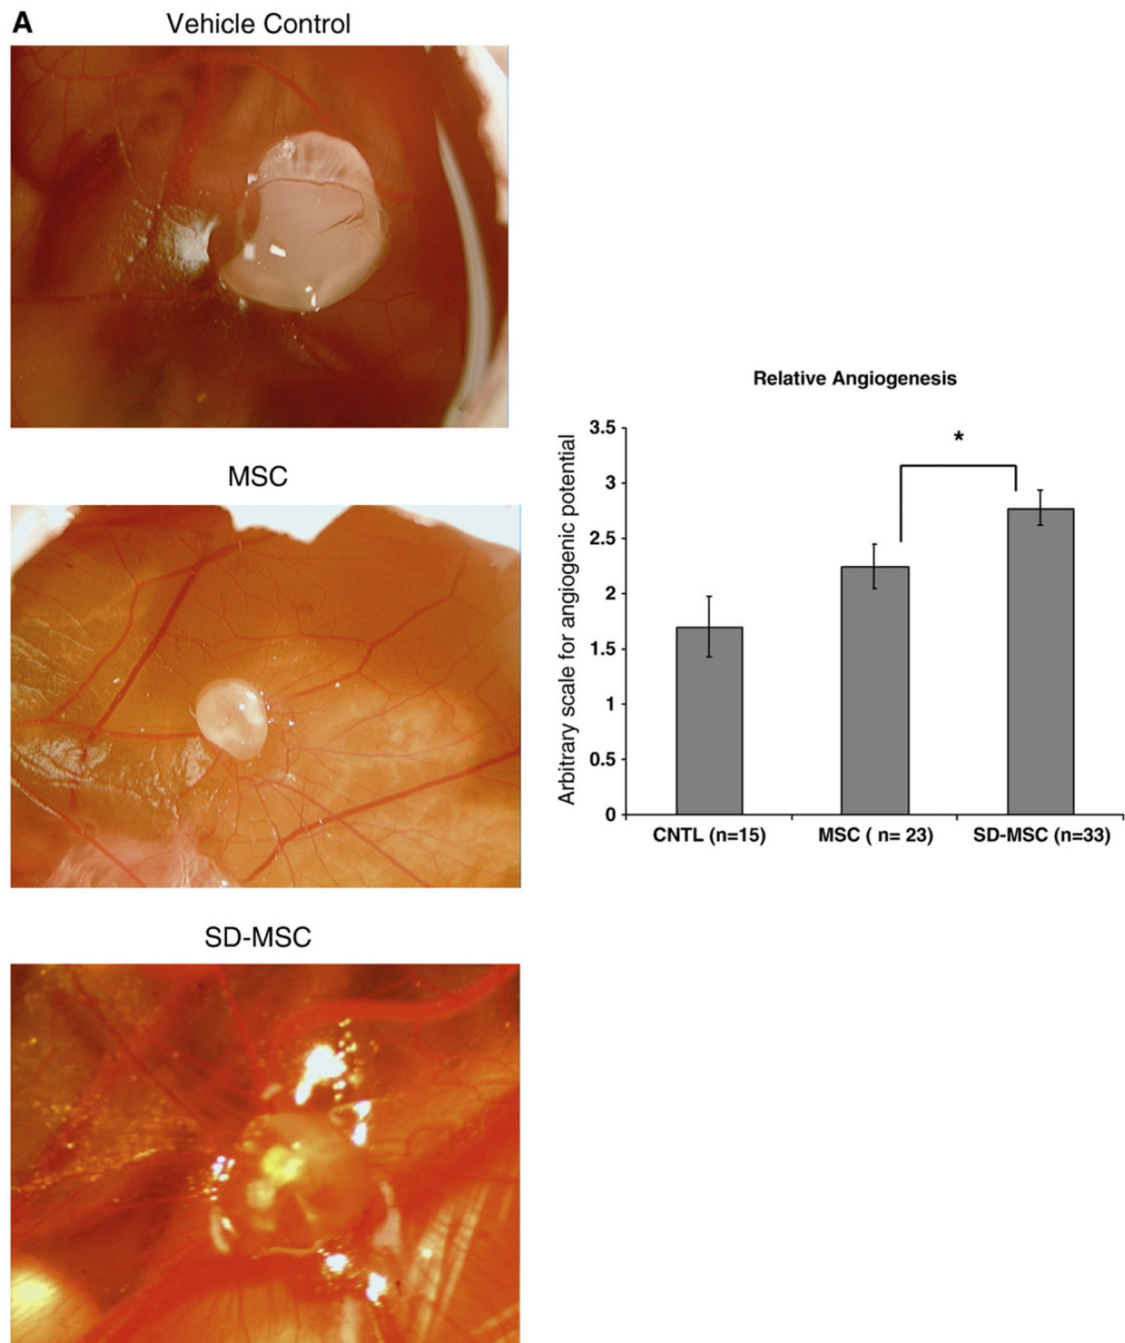 A
Vehicle Control
MSC
SD-MSC
Relative Angiogenesis
Arbitrary scale for angiogenic potential
3.5
3
2.5
2
1.5
1
0.5
0
*
CNTL (n=15)
MSC ( n= 23)
SD-MSC (n=33)